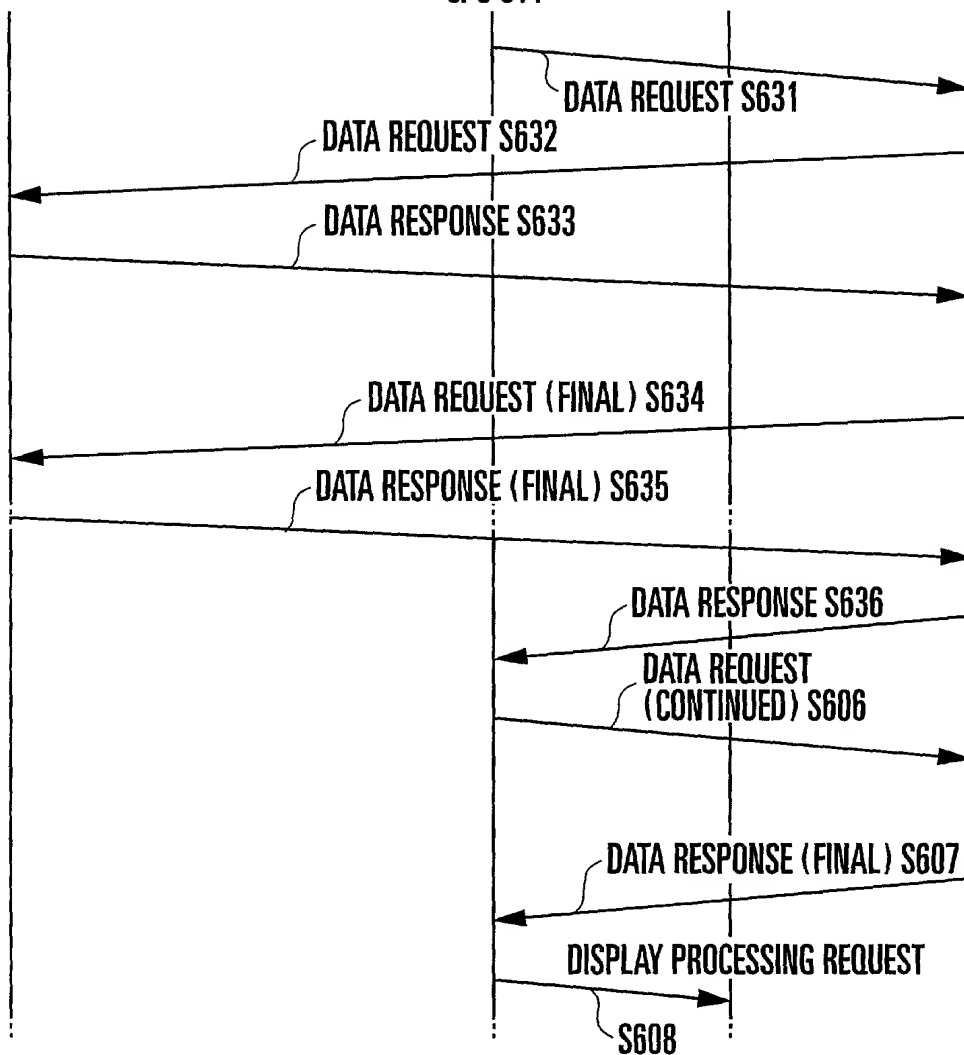 DATA REQUEST S631
DATA REQUEST S632
DATA RESPONSE S633
DATA REQUEST (FINAL) S634
DATA RESPONSE (FINAL) S635
DATA RESPONSE S636
DATA REQUEST
(CONTINUED) S606
DATA RESPONSE (FINAL) S607
DISPLAY PROCESSING REQUEST
S608